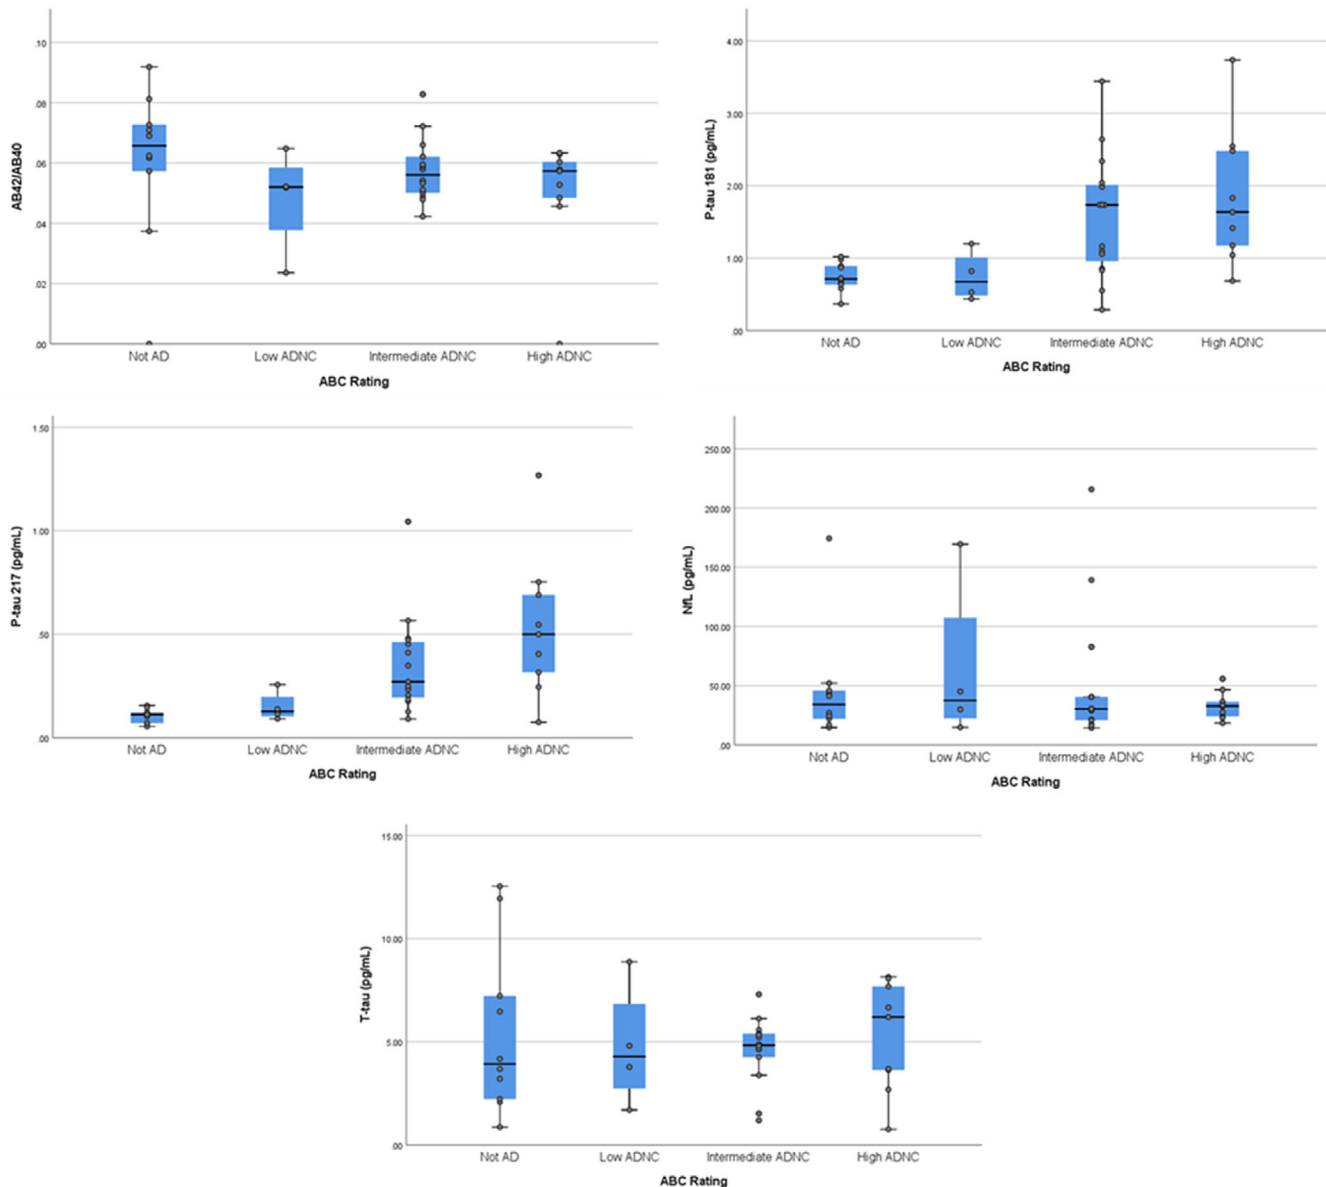 AB42/AB40
.10
.08
.06
.04
.02
.00
Not AD Low ADNC Intermediate ADNC High ADNC
ABC Rating
P-tau 181 (pg/mL)
4.00
3.00
2.00
1.00
.00
Not AD Low ADNC Intermediate ADNC High ADNC
ABC Rating
P-tau 217 (pg/mL)
1.50
1.00
.50
.00
Not AD Low ADNC Intermediate ADNC High ADNC
ABC Rating
NfL (pg/mL)
250.00
200.00
150.00
100.00
50.00
.00
Not AD Low ADNC Intermediate ADNC High ADNC
ABC Rating
T-tau (pg/mL)
15.00
10.00
5.00
.00
Not AD Low ADNC Intermediate ADNC High ADNC
ABC Rating